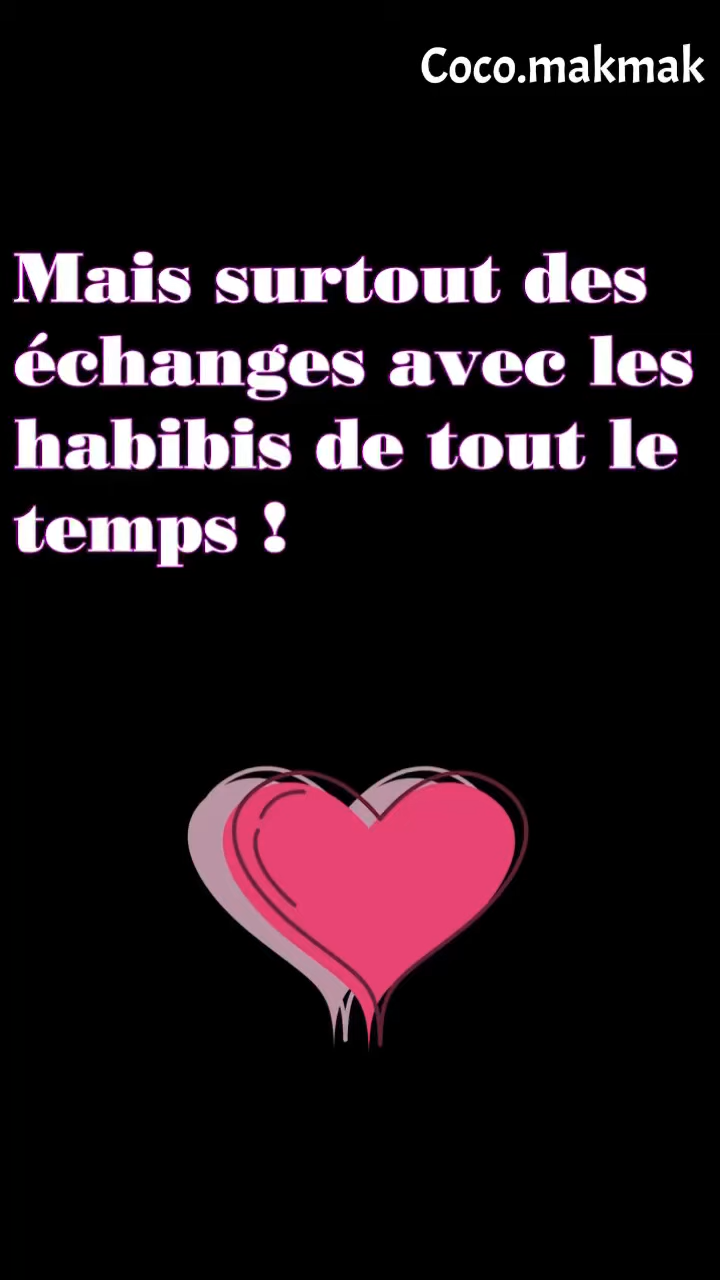 Coco.makmak
Mais surtout des
échanges avec les
habibis de tout le
temps !